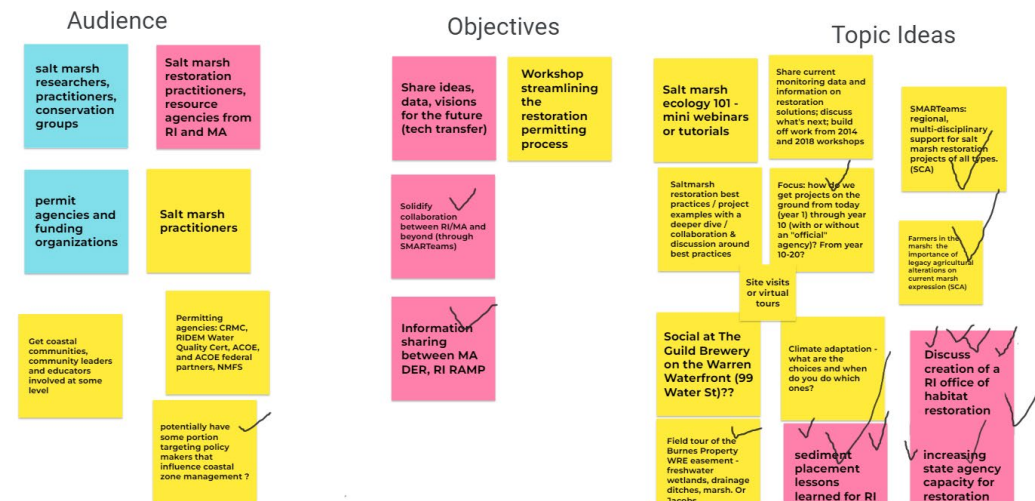 Audience
salt marsh
researchers,
practitioners,
conservation
groups
Salt marsh
restoration
practitioners,
resource
agencies from
RI and MA
permit
agencies and
funding
organizations
Salt marsh
practitioners
Get coastal
communities,
community leaders
and educators
involved at some
level
Permitting
agencies: CRMC,
RIDEM Water
Quality Cert, ACOE,
and ACOE federal
partners, NMFS
potentially have
some portion
targeting policy
makers that
influence coastal
zone management ?
Objectives
Share ideas,
data, visions
for the future
(tech transfer)
Workshop
streamlining
the
restoration
permitting
process
Solidify
collaboration
between RI/MA and
beyond (through
SMARTeams)
Information
sharing
between MA
DER, RI RAMP
Topic Ideas
Salt marsh
ecology 101 -
mini webinars
or tutorials
Share current
monitoring data and
information on
restoration
solutions; discuss
what's next; build
off work from 2014
and 2018 workshops
SMARTeams:
regional,
multi-disciplinary
support for salt
marsh restoration
projects of all types.
(SCA)
Saltmarsh
restoration best
practices / project
examples with a
deeper dive /
collaboration &
discussion around
best practices
Focus: how do we
get projects on the
ground from today
(year 1) through year
10 (with or without
an "official"
agency)? From year
10-20?
Farmers in the
marsh: the
importance of
legacy agricultural
alterations on
current marsh
expression (SCA)
Site visits
or virtual
tours
Social at The
Guild Brewery
on the Warren
Waterfront (99
Water St)??
Climate adaptation -
what are the
choices and when
do you do which
ones?
Discuss
creation of a
RI office of
habitat
restoration
Field tour of the
Burnes Property
WRE easement -
freshwater
wetlands, drainage
ditches, marsh. Or
Jacobs
sediment
placement
lessons
learned for RI
increasing
state agency
capacity for
restoration